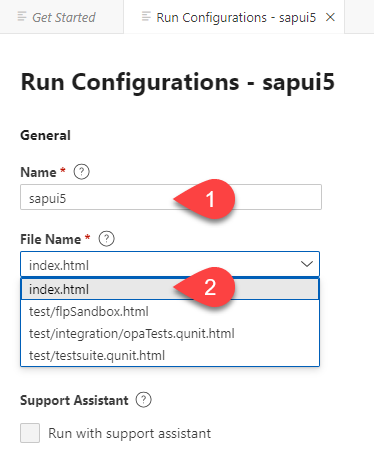 Get Started
Run Configurations - sapui5
Run Configurations - sapui5
General
Name * ?
sapui5
1
File Name * ?
index.html
index.html
2
test/flpSandbox.html
test/integration/opaTests.qunit.html
test/testsuite.qunit.html
Support Assistant ?
Run with support assistant